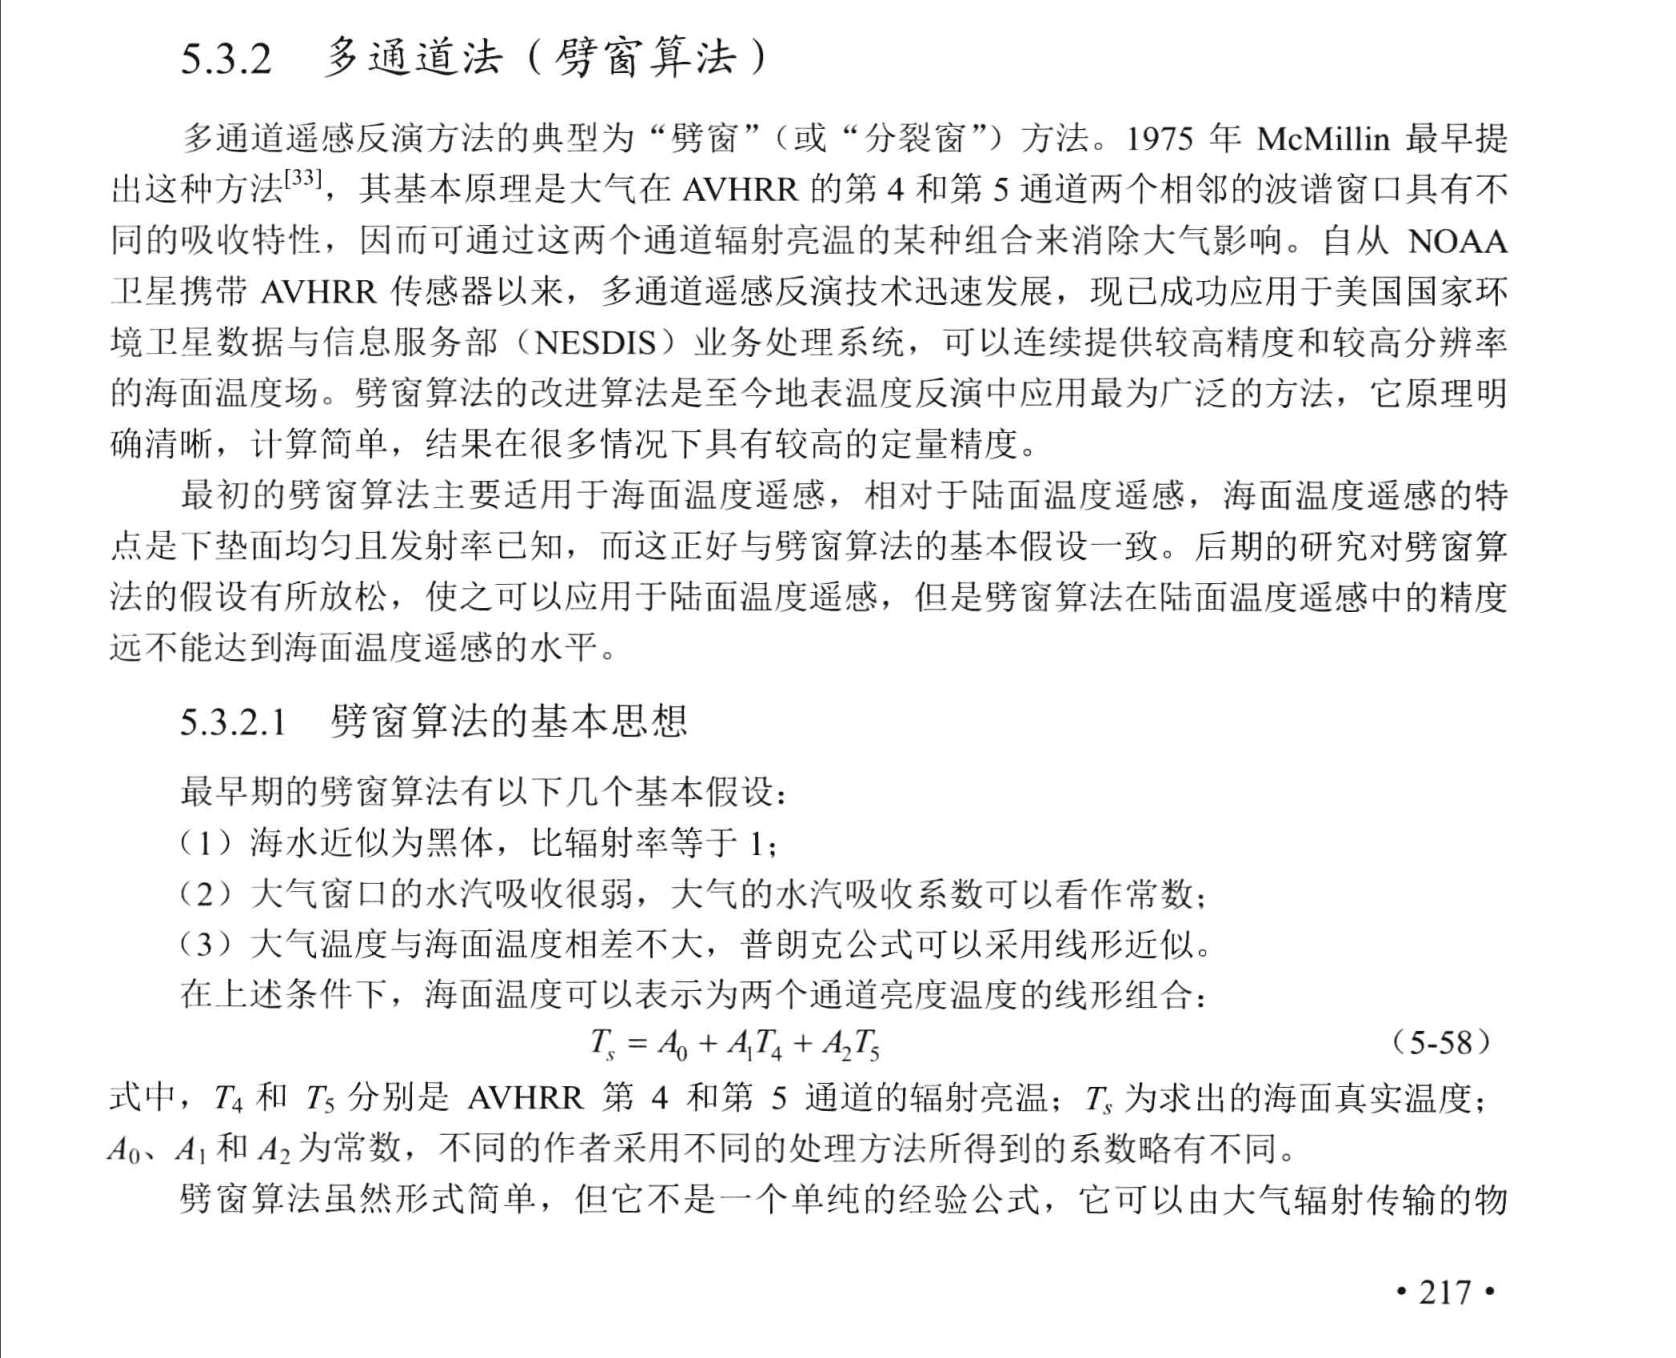 5.3.2 多通道法（劈窗算法）
多通道遥感反演方法的典型为“劈窗”（或“分裂窗”）方法。1975 年 McMillin 最早提
出这种方法[33]，其基本原理是大气在 AVHRR 的第 4 和第 5 通道两个相邻的波谱窗口具有不
同的吸收特性，因而可通过这两个通道辐射亮温的某种组合来消除大气影响。自从 NOAA
卫星携带 AVHRR 传感器以来，多通道遥感反演技术迅速发展，现已成功应用于美国国家环
境卫星数据与信息服务部（NESDIS）业务处理系统，可以连续提供较高精度和较高分辨率
的海面温度场。劈窗算法的改进算法是至今地表温度反演中应用最为广泛的方法，它原理明
确清晰，计算简单，结果在很多情况下具有较高的定量精度。
最初的劈窗算法主要适用于海面温度遥感，相对于陆面温度遥感，海面温度遥感的特
点是下垫面均匀且发射率已知，而这正好与劈窗算法的基本假设一致。后期的研究对劈窗算
法的假设有所放松，使之可以应用于陆面温度遥感，但是劈窗算法在陆面温度遥感中的精度
远不能达到海面温度遥感的水平。
5.3.2.1 劈窗算法的基本思想
最早期的劈窗算法有以下几个基本假设：
（1）海水近似为黑体，比辐射率等于 1；
（2）大气窗口的水汽吸收很弱，大气的水汽吸收系数可以看作常数；
（3）大气温度与海面温度相差不大，普朗克公式可以采用线形近似。
在上述条件下，海面温度可以表示为两个通道亮度温度的线形组合：
Tₛ = A₀ + A₁T₄ + A₂T₅ （5-58）
式中，T₄ 和 T₅ 分别是 AVHRR 第 4 和第 5 通道的辐射亮温；Tₛ 为求出的海面真实温度；
A₀、A₁ 和 A₂ 为常数，不同的作者采用不同的处理方法所得到的系数略有不同。
劈窗算法虽然形式简单，但它不是一个单纯的经验公式，它可以由大气辐射传输的物
• 217 •